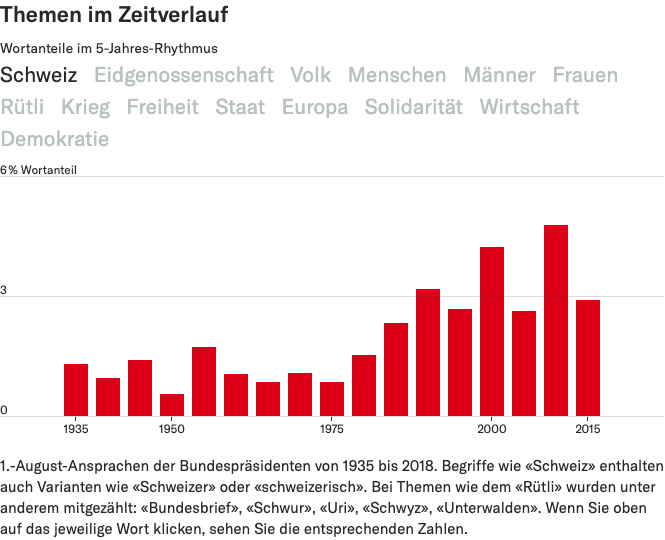 Themen im Zeitverlauf
Wortanteile im 5-Jahres-Rhythmus
Schweiz Eidgenossenschaft Volk Menschen Männer Frauen
Rütli Krieg Freiheit Staat Europa Solidarität Wirtschaft
Demokratie
6 % Wortanteil
3
0
1935 1950 1975 2000 2015
1.-August-Ansprachen der Bundespräsidenten von 1935 bis 2018. Begriffe wie «Schweiz» enthalten
auch Varianten wie «Schweizer» oder «schweizerisch». Bei Themen wie dem «Rütli» wurden unter
anderem mitgezählt: «Bundesbrief», «Schwur», «Uri», «Schwyz», «Unterwalden». Wenn Sie oben
auf das jeweilige Wort klicken, sehen Sie die entsprechenden Zahlen.